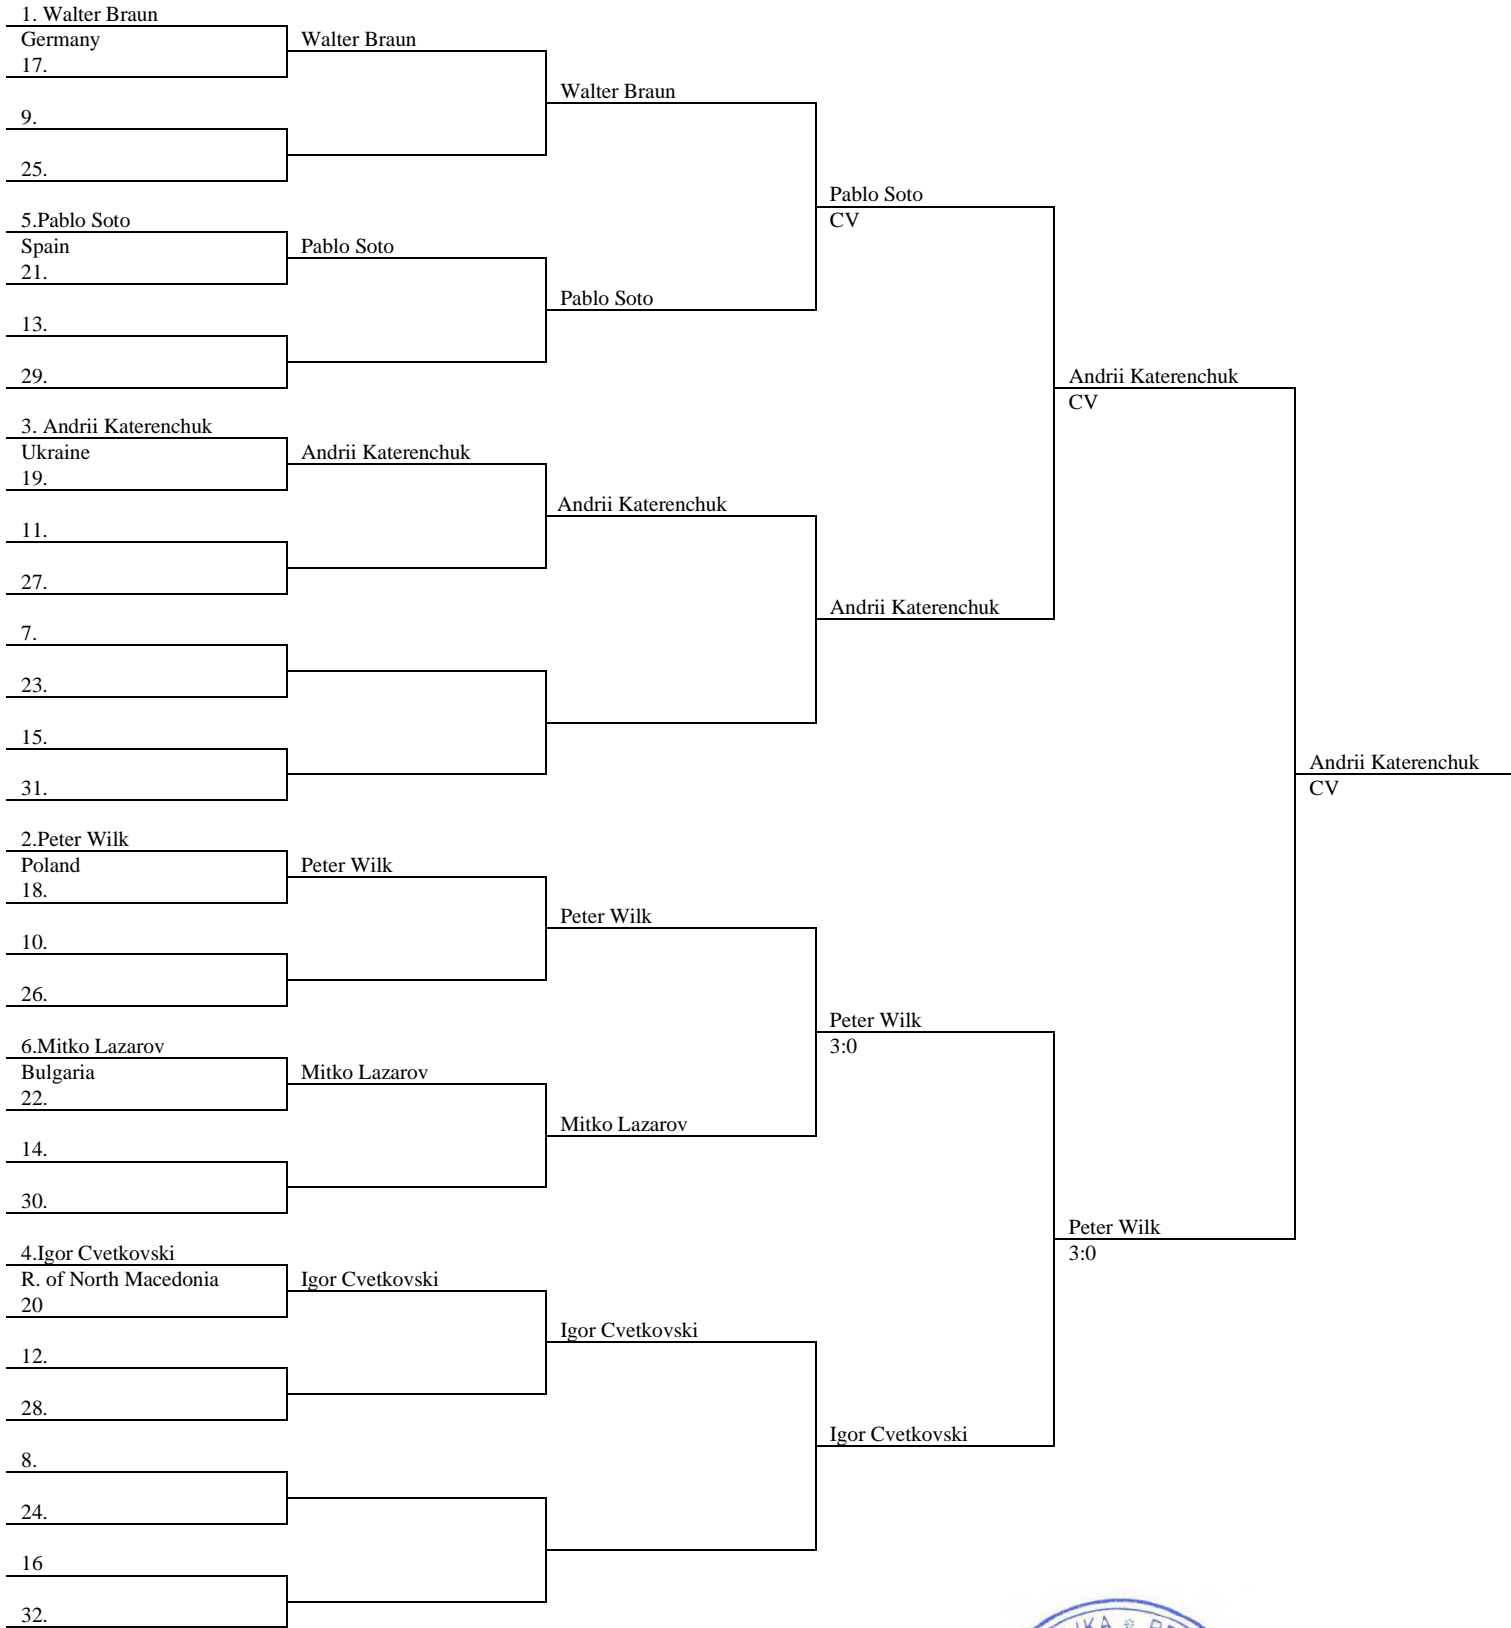 1. Walter Braun
Germany
17.
9.
25.
5.Pablo Soto
Spain
21.
13.
29.
3. Andrii Katerenchuk
Ukraine
19.
11.
27.
7.
23.
15.
31.
2.Peter Wilk
Poland
18.
10.
26.
6.Mitko Lazarov
Bulgaria
22.
14.
30.
4.Igor Cvetkovski
R. of North Macedonia
20
12.
28.
8.
24.
16
32.
Walter Braun
Pablo Soto
Andrii Katerenchuk
Peter Wilk
Mitko Lazarov
Igor Cvetkovski
Walter Braun
Pablo Soto
Andrii Katerenchuk
Peter Wilk
Mitko Lazarov
Igor Cvetkovski
Pablo Soto
CV
Andrii Katerenchuk
Peter Wilk
3:0
Igor Cvetkovski
Andrii Katerenchuk
CV
Peter Wilk
3:0
Andrii Katerenchuk
CV